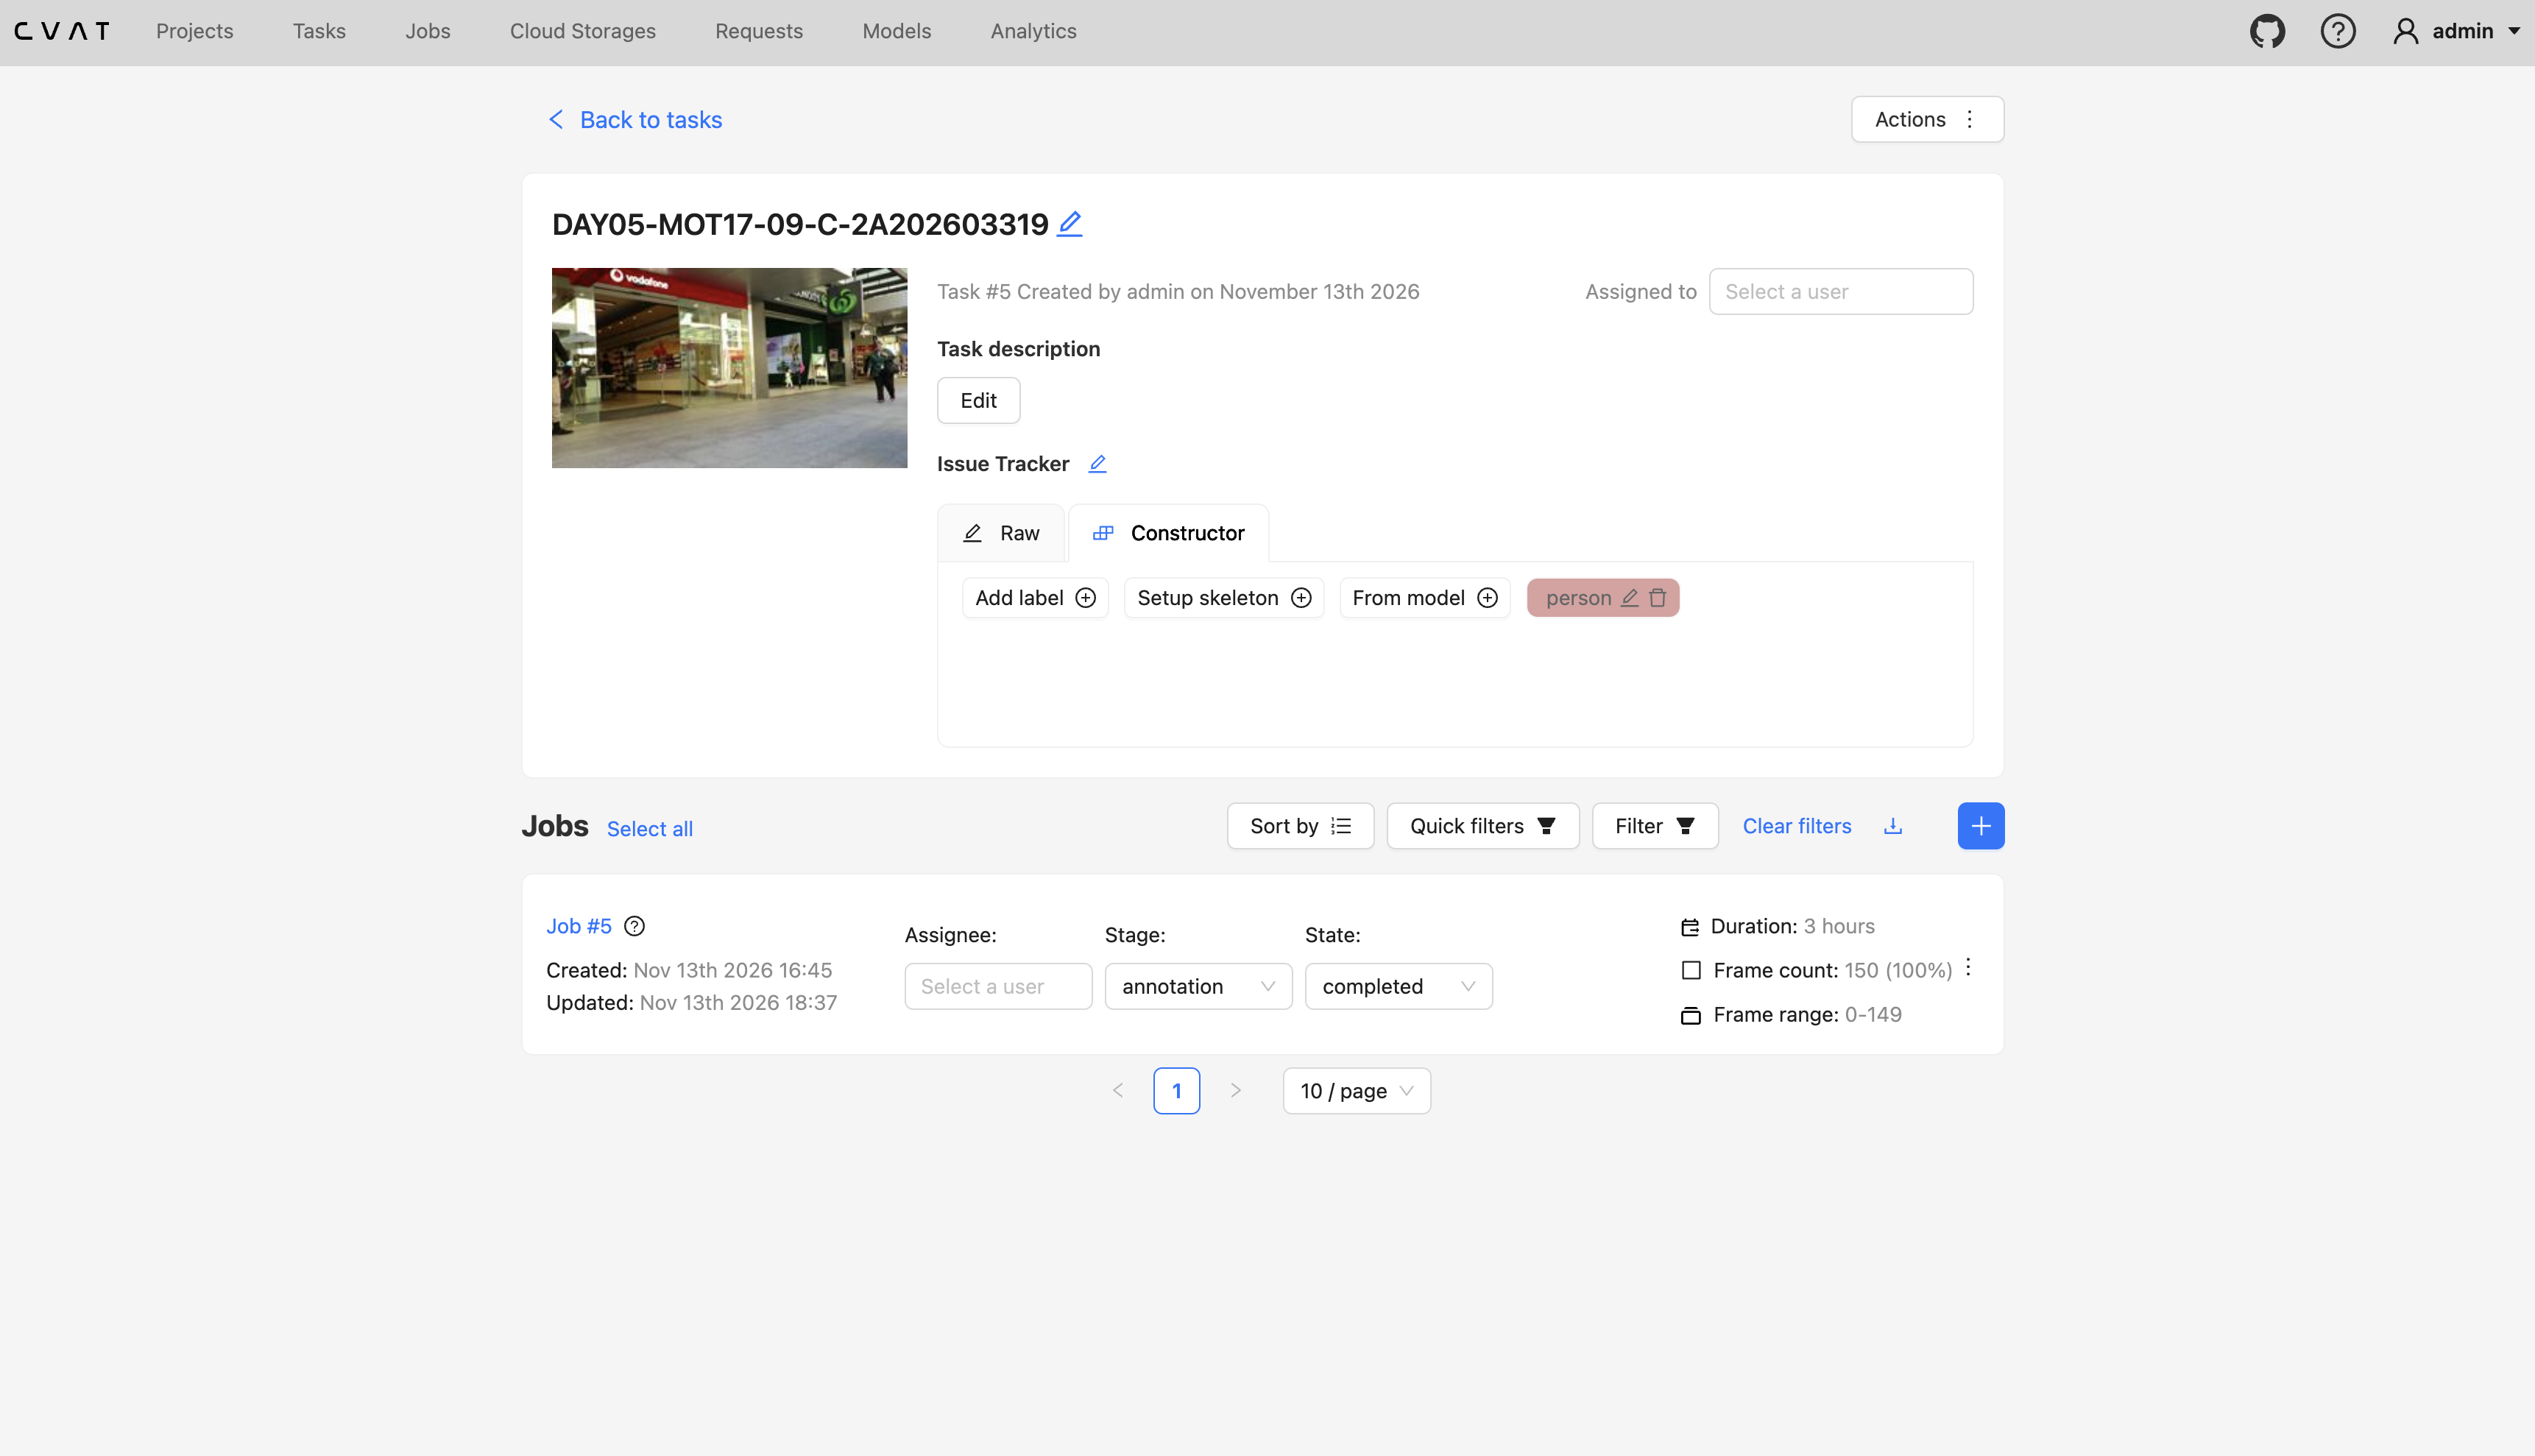 CVAT Projects Tasks Jobs Cloud Storages Requests Models Analytics admin
Back to tasks Actions
DAY05-MOT17-09-C-2A202603319
vodafone
Task #5 Created by admin on November 13th 2026 Assigned to Select a user
Task description
Edit
Issue Tracker
Raw Constructor
Add label Setup skeleton From model person
Jobs Select all Sort by Quick filters Filter Clear filters
Job #5
Created: Nov 13th 2026 16:45
Updated: Nov 13th 2026 18:37
Assignee: Stage: State:
Select a user annotation completed
Duration: 3 hours
Frame count: 150 (100%)
Frame range: 0-149
1 10 / page